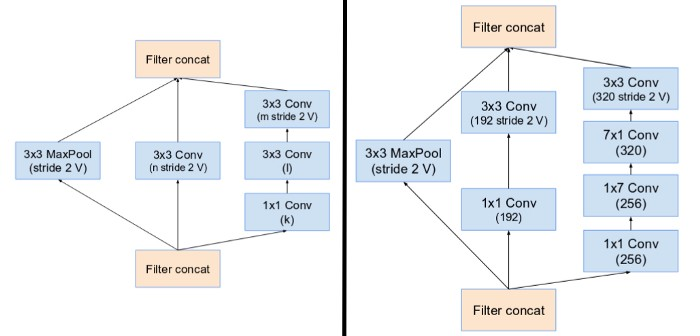 Filter concat
3x3 Conv
(m stride 2 V)
3x3 MaxPool
(stride 2 V)
3x3 Conv
(n stride 2 V)
3x3 Conv
(l)
1x1 Conv
(k)
Filter concat
Filter concat
3x3 Conv
(320 stride 2 V)
3x3 Conv
(192 stride 2 V)
7x1 Conv
(320)
3x3 MaxPool
(stride 2 V)
1x7 Conv
(256)
1x1 Conv
(192)
1x1 Conv
(256)
Filter concat